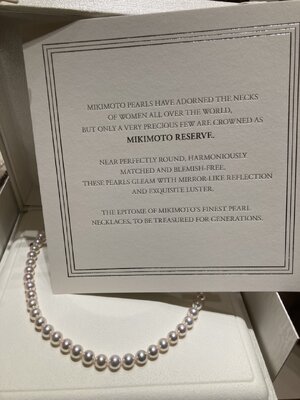 MIKIMOTO PEARLS HAVE ADORNED THE NECKS
OF WOMEN ALL OVER THE WORLD,
BUT ONLY A VERY PRECIOUS FEW ARE CROWNED AS
MIKIMOTO RESERVE.
NEAR PERFECTLY ROUND, HARMONIOUSLY
MATCHED AND BLEMISH-FREE,
THESE PEARLS GLEAM WITH MIRROR-LIKE REFLECTION
AND EXQUISITE LUSTER.
THE EPITOME OF MIKIMOTO'S FINEST PEARL
NECKLACES, TO BE TREASURED FOR GENERATIONS.